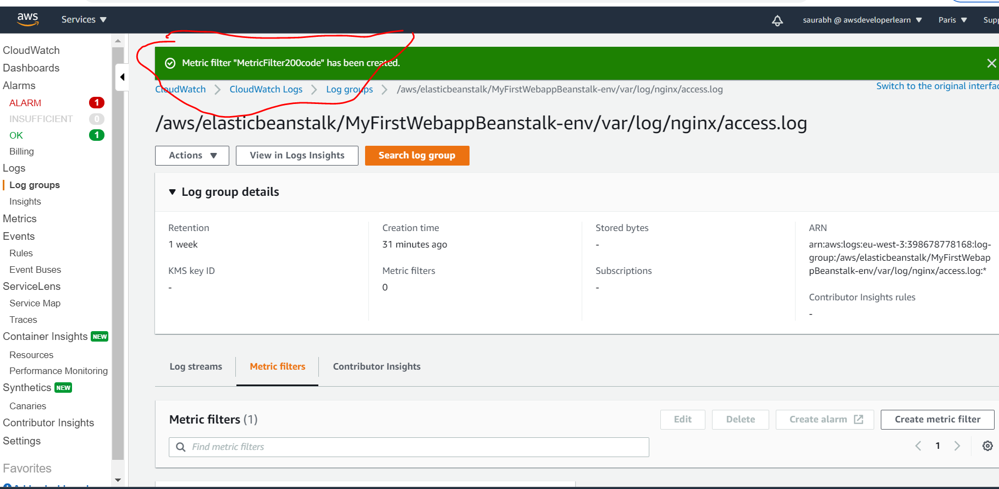 aws
Services
saurabh @ awsdeveloperlearn
Paris
Supp
CloudWatch
Dashboards
Alarms
ALARM 1
INSUFFICIENT 0
OK 1
Billing
Logs
Log groups
Insights
Metrics
Events
Rules
Event Buses
ServiceLens
Service Map
Traces
Container Insights NEW
Resources
Performance Monitoring
Synthetics NEW
Canaries
Contributor Insights
Settings
Favorites
Metric filter "MetricFilter200code" has been created.
CloudWatch
CloudWatch Logs
Log groups
/aws/elasticbeanstalk/MyFirstWebappBeanstalk-env/var/log/nginx/access.log
Switch to the original interfac
/aws/elasticbeanstalk/MyFirstWebappBeanstalk-env/var/log/nginx/access.log
Actions
View in Logs Insights
Search log group
Log group details
Retention
1 week
KMS key ID
-
Creation time
31 minutes ago
Metric filters
0
Stored bytes
-
Subscriptions
-
ARN
arn:aws:logs:eu-west-3:398678778168:log-
group:/aws/elasticbeanstalk/MyFirstWebap
pBeanstalk-env/var/log/nginx/access.log:*
Contributor Insights rules
-
Log streams
Metric filters
Contributor Insights
Metric filters (1)
Edit
Delete
Create alarm
Create metric filter
Find metric filters
1